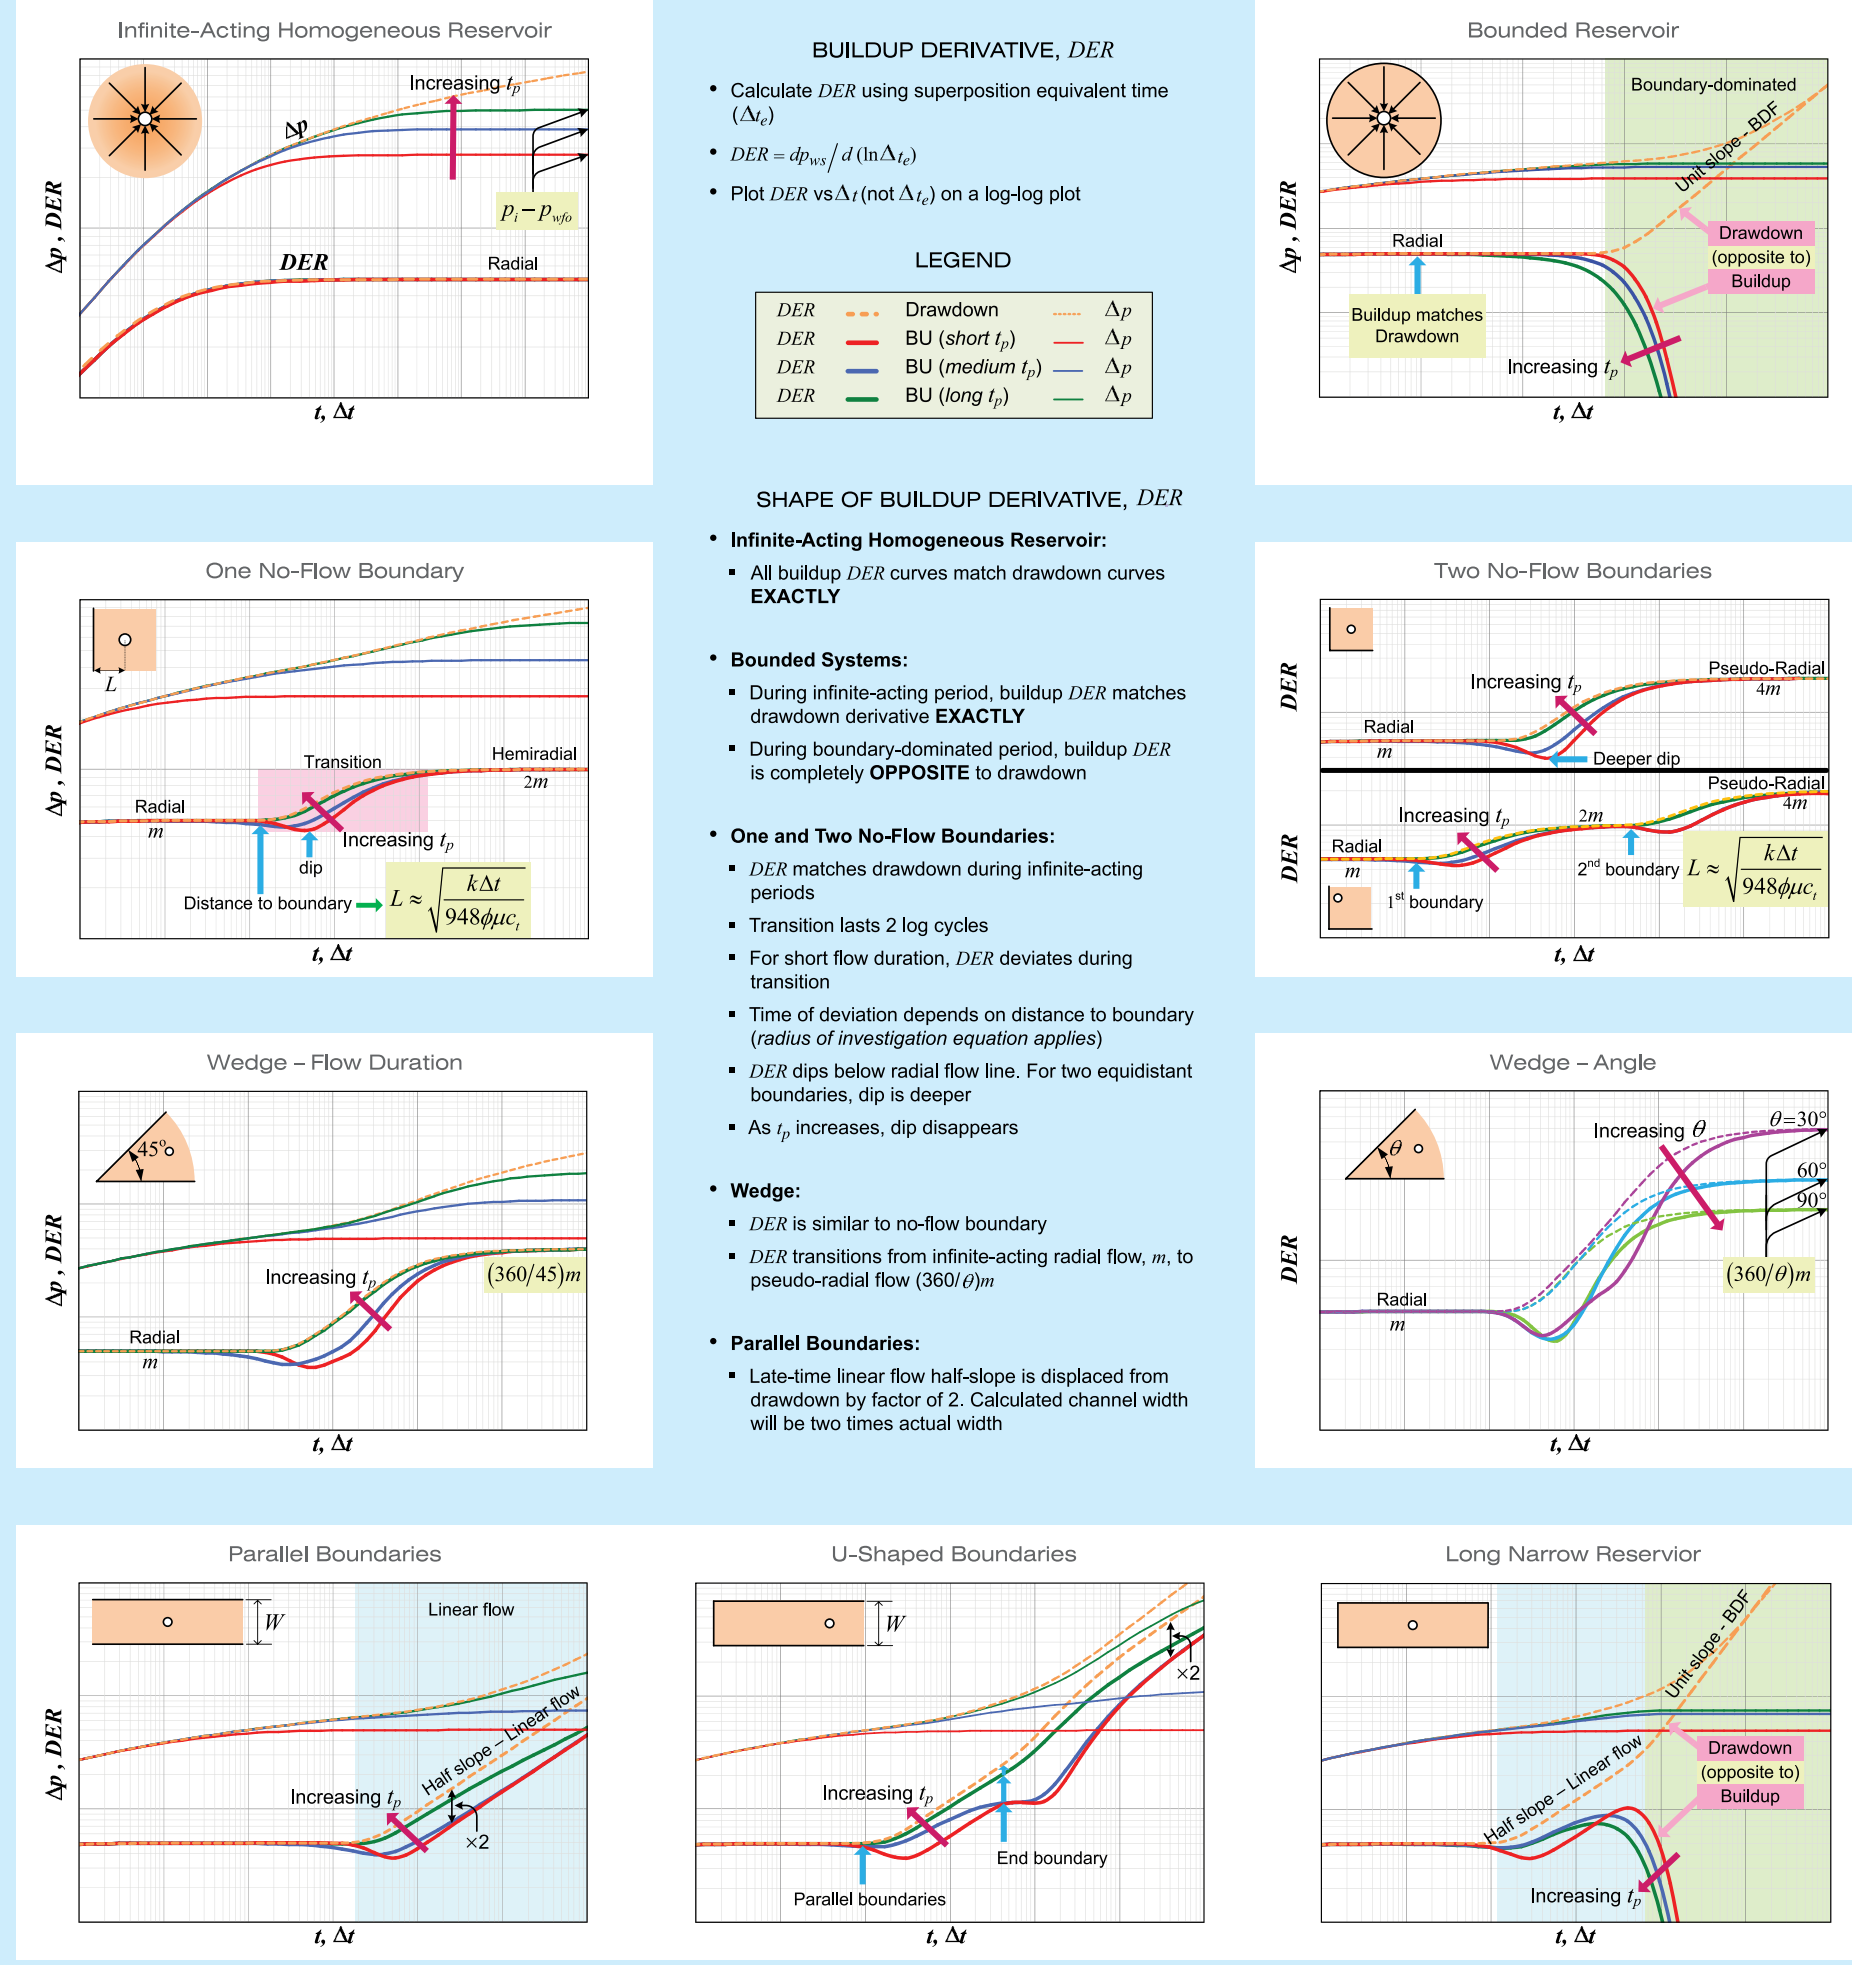 Infinite-Acting Homogeneous Reservoir
Increasing tp
Δp
pi − pwfo
DER
Radial
Δp , DER
t, Δt
BUILDUP DERIVATIVE, DER
• Calculate DER using superposition equivalent time
(Δte)
• DER = dpws / d (lnΔte)
• Plot DER vs Δt (not Δte) on a log-log plot
LEGEND
DER Drawdown Δp
DER BU (short tp) Δp
DER BU (medium tp) Δp
DER BU (long tp) Δp
Bounded Reservoir
Boundary-dominated
Unit slope - BDF
Radial
Drawdown
(opposite to)
Buildup
Buildup matches
Drawdown
Increasing tp
Δp , DER
t, Δt
SHAPE OF BUILDUP DERIVATIVE, DER
• Infinite-Acting Homogeneous Reservoir:
▪ All buildup DER curves match drawdown curves
EXACTLY
• Bounded Systems:
▪ During infinite-acting period, buildup DER matches
drawdown derivative EXACTLY
▪ During boundary-dominated period, buildup DER
is completely OPPOSITE to drawdown
• One and Two No-Flow Boundaries:
▪ DER matches drawdown during infinite-acting
periods
▪ Transition lasts 2 log cycles
▪ For short flow duration, DER deviates during
transition
▪ Time of deviation depends on distance to boundary
(radius of investigation equation applies)
▪ DER dips below radial flow line. For two equidistant
boundaries, dip is deeper
▪ As tp increases, dip disappears
• Wedge:
▪ DER is similar to no-flow boundary
▪ DER transitions from infinite-acting radial flow, m, to
pseudo-radial flow (360/θ)m
• Parallel Boundaries:
▪ Late-time linear flow half-slope is displaced from
drawdown by factor of 2. Calculated channel width
will be two times actual width
One No-Flow Boundary
L
Transition
Hemiradial
2m
Radial
m
Increasing tp
dip
Distance to boundary
L ≈ √(kΔt / 948ϕμct)
Δp , DER
t, Δt
Two No-Flow Boundaries
Increasing tp
Pseudo-Radial
4m
Radial
m
Deeper dip
DER
Pseudo-Radial
4m
Increasing tp
2m
Radial
m
2nd boundary
L ≈ √(kΔt / 948ϕμct)
1st boundary
DER
t, Δt
Wedge – Flow Duration
45°
Increasing tp
(360/45)m
Radial
m
Δp , DER
t, Δt
Wedge – Angle
θ
Increasing θ
θ=30°
60°
90°
(360/θ)m
Radial
m
DER
t, Δt
Parallel Boundaries
W
Linear flow
Half slope – Linear flow
Increasing tp
×2
Δp , DER
t, Δt
U-Shaped Boundaries
W
×2
Increasing tp
End boundary
Parallel boundaries
t, Δt
Long Narrow Reservior
Unit slope - BDF
Half slope – Linear flow
Drawdown
(opposite to)
Buildup
Increasing tp
t, Δt